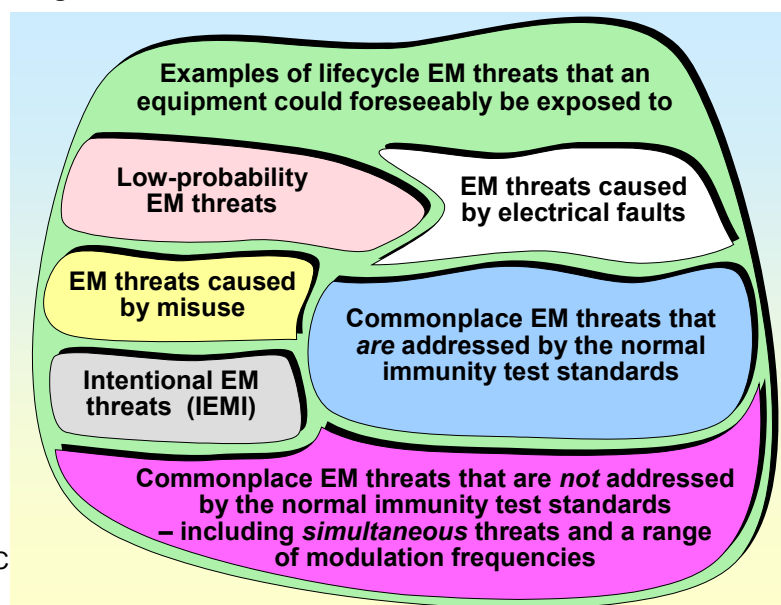 Examples of lifecycle EM threats that an
equipment could foreseeably be exposed to
Low-probability
EM threats
EM threats caused
by electrical faults
EM threats caused
by misuse
Commonplace EM threats that
are addressed by the normal
immunity test standards
Intentional EM
threats (IEMI)
Commonplace EM threats that are not addressed
by the normal immunity test standards
– including simultaneous threats and a range
of modulation frequencies
C